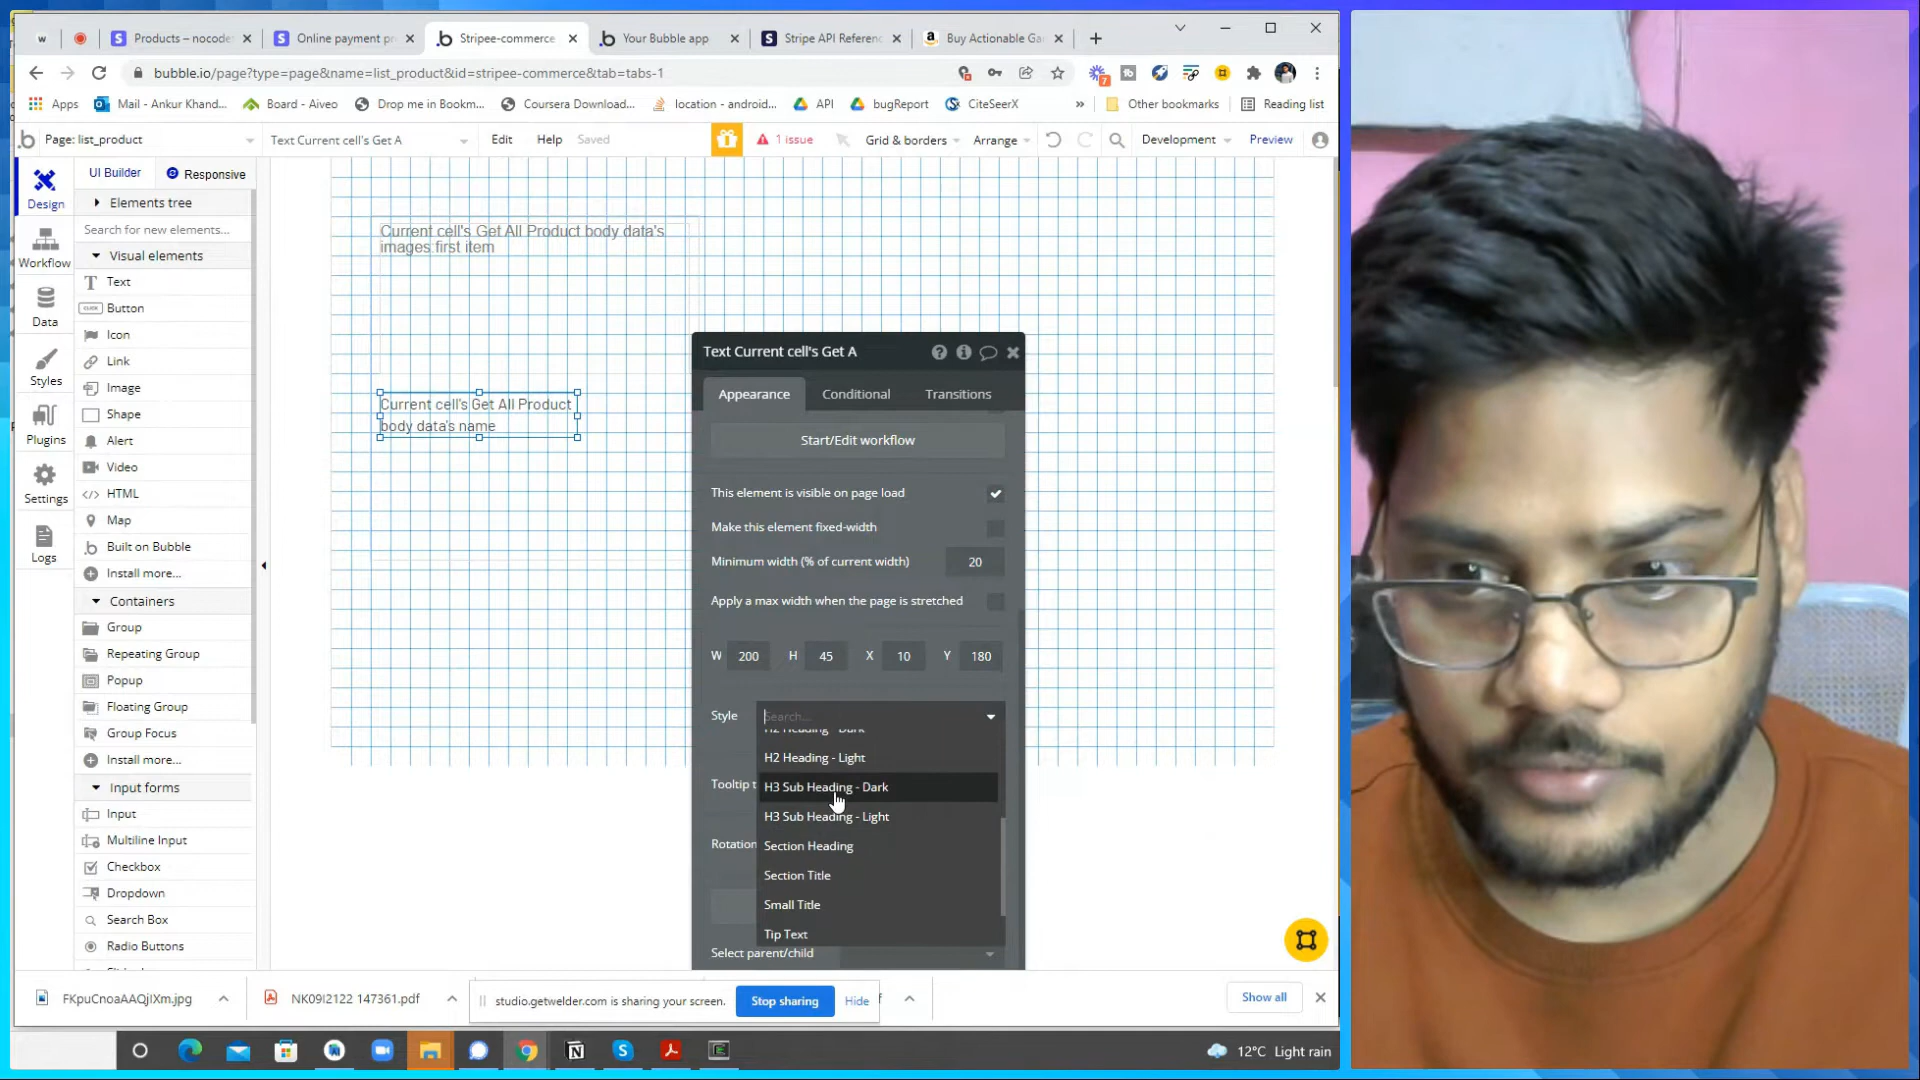 w
Products – nocode
Online payment pr
Stripee-commerce
Your Bubble app
Stripe API Referenc
Buy Actionable Ga
bubble.io/page?type=page&name=list_product&id=stripee-commerce&tab=tabs-1
7
Apps
Mail - Ankur Khand...
Board - Aiveo
Drop me in Bookm...
Coursera Download...
location - android...
API
bugReport
CiteSeerX
»
Other bookmarks
Reading list
Page: list_product
Text Current cell's Get A
Edit
Help
Saved
1 issue
Grid & borders
Arrange
Development
Preview
UI Builder
Responsive
Design
Workflow
Data
Styles
Plugins
Settings
Logs
Elements tree
Search for new elements...
Visual elements
Text
Button
Icon
Link
Image
Shape
Alert
Video
HTML
Map
Built on Bubble
Install more...
Containers
Group
Repeating Group
Popup
Floating Group
Group Focus
Install more...
Input forms
Input
Multiline Input
Checkbox
Dropdown
Search Box
Radio Buttons
Current cell's Get All Product body data's
images:first item
Current cell's Get All Product
body data's name
Text Current cell's Get A
Appearance
Conditional
Transitions
Start/Edit workflow
This element is visible on page load
Make this element fixed-width
Minimum width (% of current width)
20
Apply a max width when the page is stretched
W 200 H 45 X 10 Y 180
Style
Search...
H2 Heading - Dark
H2 Heading - Light
H3 Sub Heading - Dark
H3 Sub Heading - Light
Section Heading
Section Title
Small Title
Tip Text
Tooltip t
Rotation
Select parent/child
FKpuCnoaAAQjIXm.jpg
NK09I2122 147361.pdf
studio.getwelder.com is sharing your screen.
Stop sharing
Hide
Show all
12°C Light rain